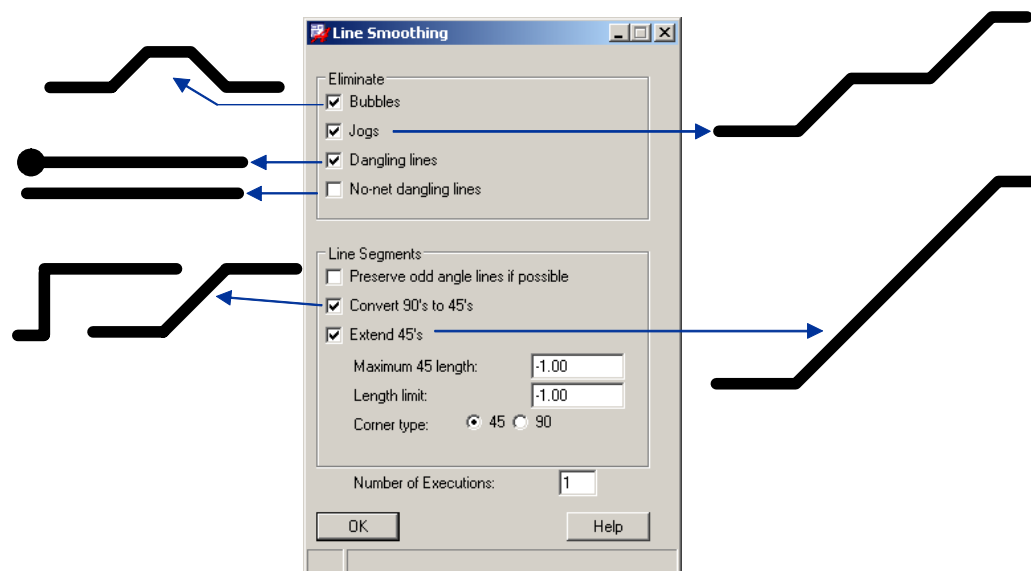 Line Smoothing
Eliminate
Bubbles
Jogs
Dangling lines
No-net dangling lines
Line Segments
Preserve odd angle lines if possible
Convert 90's to 45's
Extend 45's
Maximum 45 length: -1.00
Length limit: -1.00
Corner type: 45 90
Number of Executions: 1
OK Help